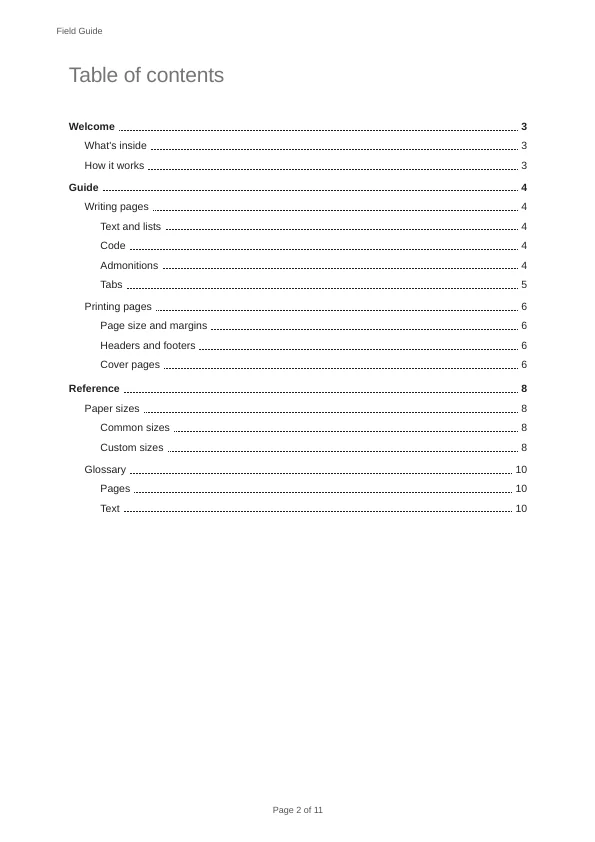 Field Guide
Table of contents
Welcome 3
What's inside 3
How it works 3
Guide 4
Writing pages 4
Text and lists 4
Code 4
Admonitions 4
Tabs 5
Printing pages 6
Page size and margins 6
Headers and footers 6
Cover pages 6
Reference 8
Paper sizes 8
Common sizes 8
Custom sizes 8
Glossary 10
Pages 10
Text 10
Page 2 of 11